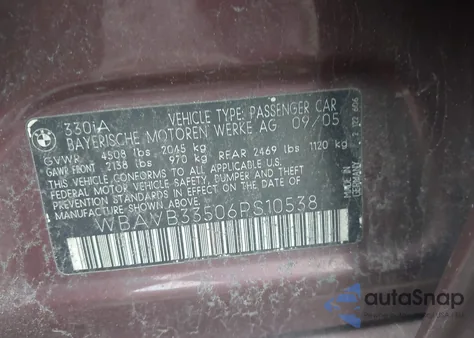 330iA VEHICLE TYPE: PASSENGER CAR
BAYERISCHE MOTOREN WERKE AG 09/05
GVWR 4508 lbs 2045 kg
GAWR FRONT 2138 lbs 970 kg REAR 2469 lbs 1120 kg
THIS VEHICLE CONFORMS TO ALL APPLICABLE
FEDERAL MOTOR VEHICLE SAFETY, BUMPER AND THEFT
PREVENTION STANDARDS IN EFFECT ON THE DATE OF
MANUFACTURE SHOWN ABOVE.
WBAVB33506PS10538
MADE IN
GERMANY
autoSnap